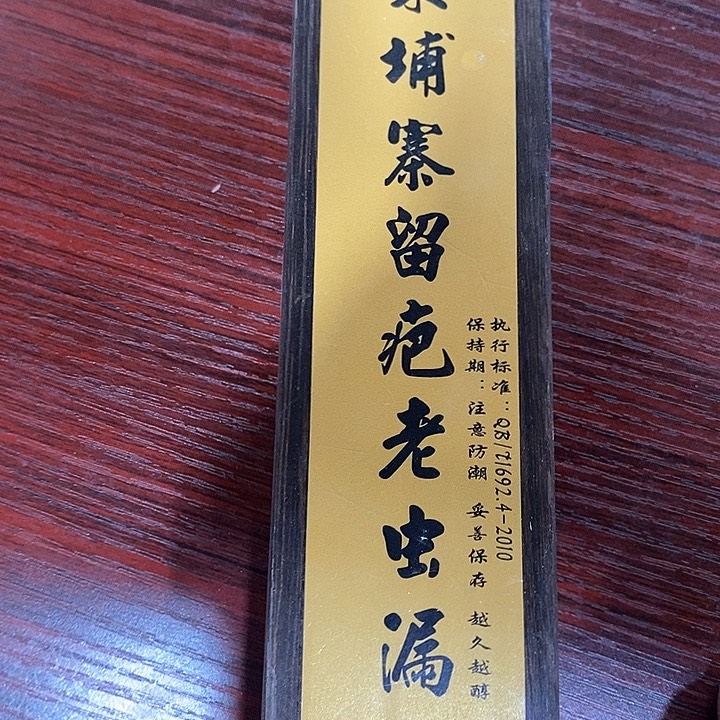 埔寨留疤老虫漏
执行标准：QB/T1692.4-2010
保持期：注意防潮 妥善保存 越久越醇